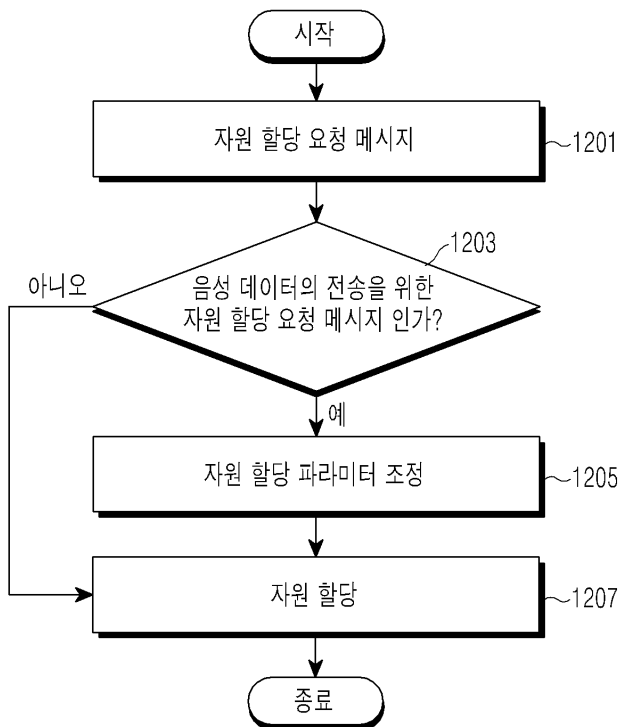 시작
자원 할당 요청 메시지
1201
1203
아니오
음성 데이터의 전송을 위한
자원 할당 요청 메시지 인가?
예
자원 할당 파라미터 조정
1205
자원 할당
1207
종료